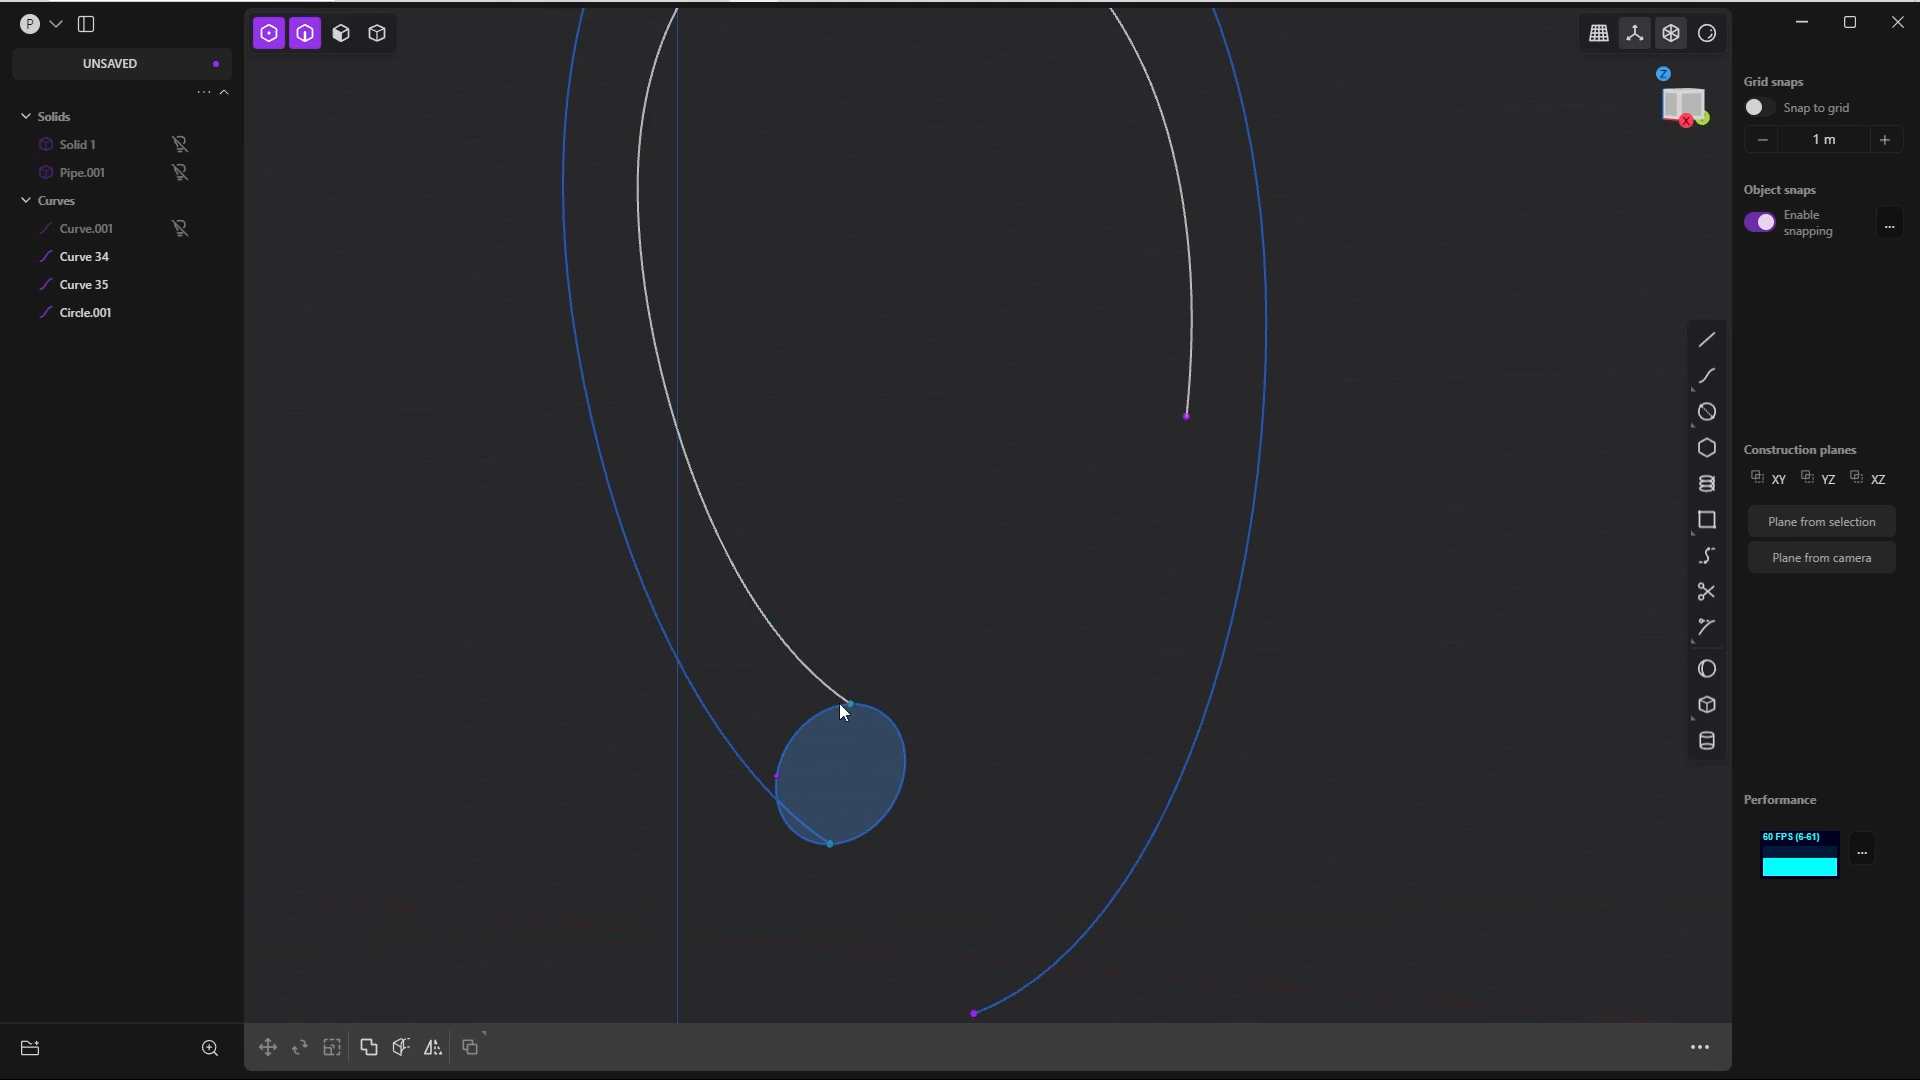 P
UNSAVED
Solids
Solid 1
Pipe.001
Curves
Curve.001
Curve 34
Curve 35
Circle.001
Z
X
Grid snaps
Snap to grid
1 m
Object snaps
Enable
snapping
...
Construction planes
XY YZ XZ
Plane from selection
Plane from camera
Performance
60 FPS (6-61)
...